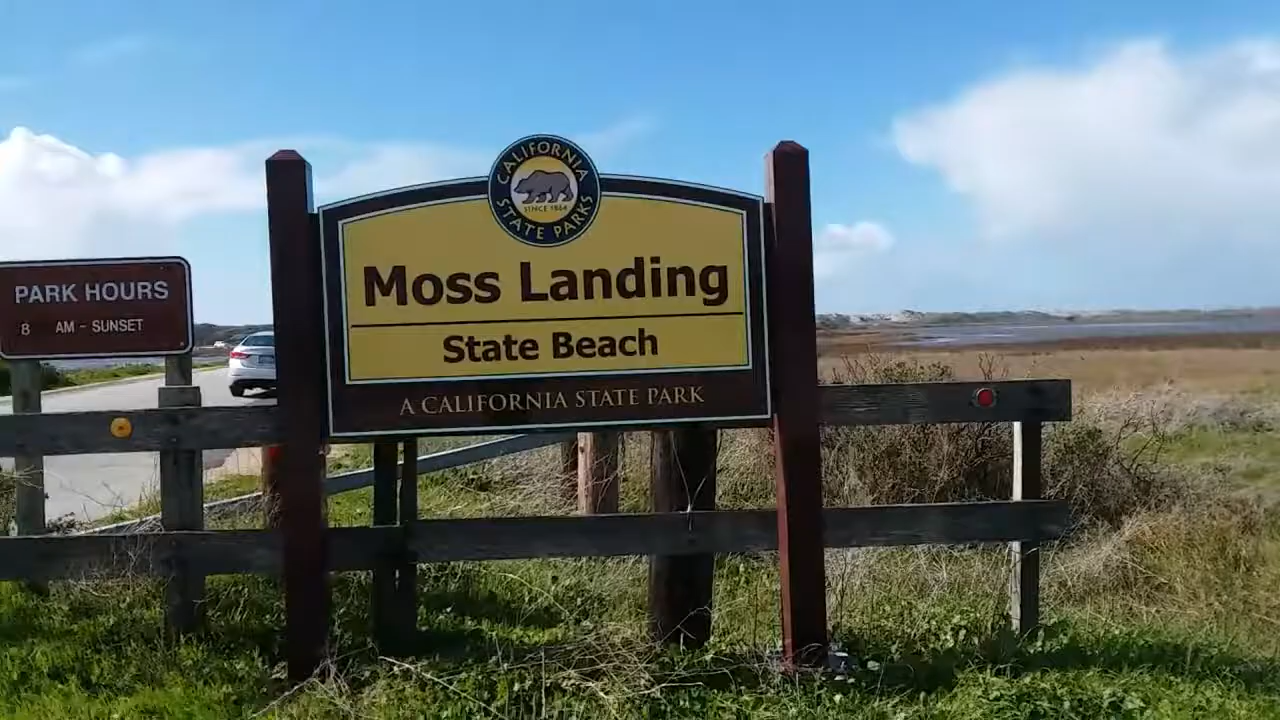 PARK HOURS
8 AM - SUNSET
CALIFORNIA
SINCE 1864
STATE PARKS
Moss Landing
State Beach
A CALIFORNIA STATE PARK